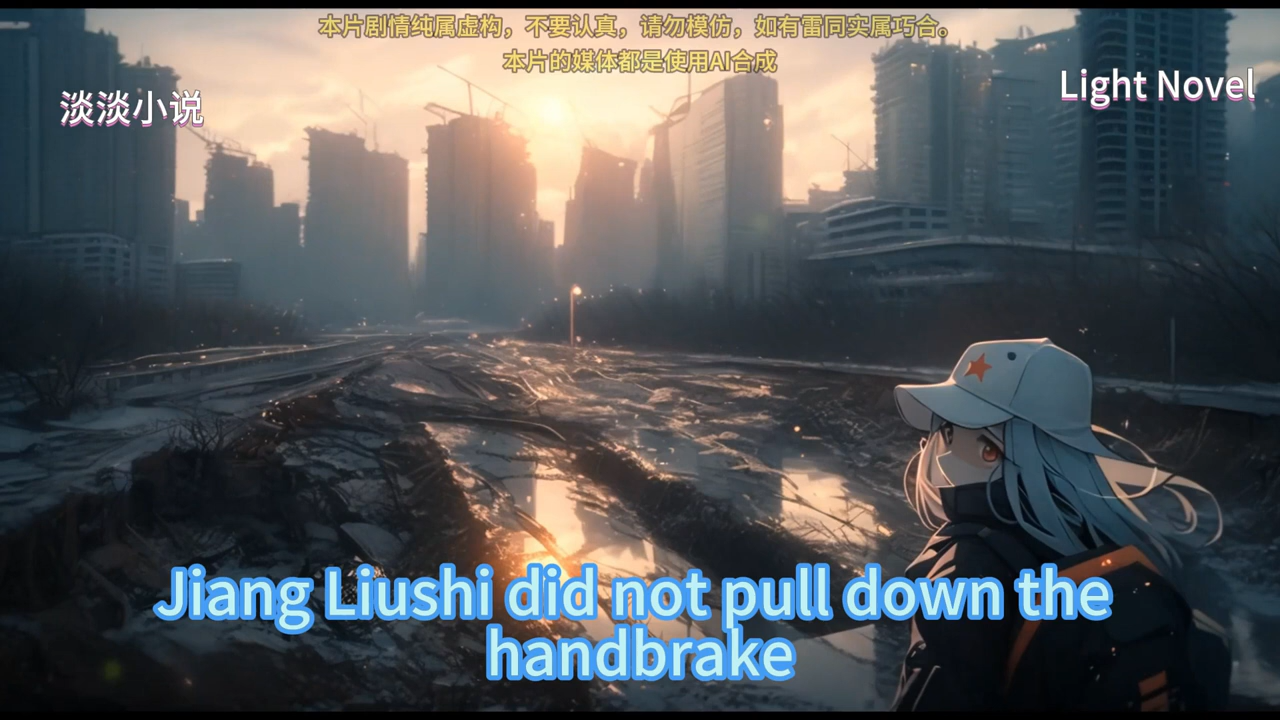 本片剧情纯属虚构，不要认真，请勿模仿，如有雷同实属巧合。
本片的媒体都是使用AI合成
淡淡小说
Light Novel
Jiang Liushi did not pull down the
handbrake